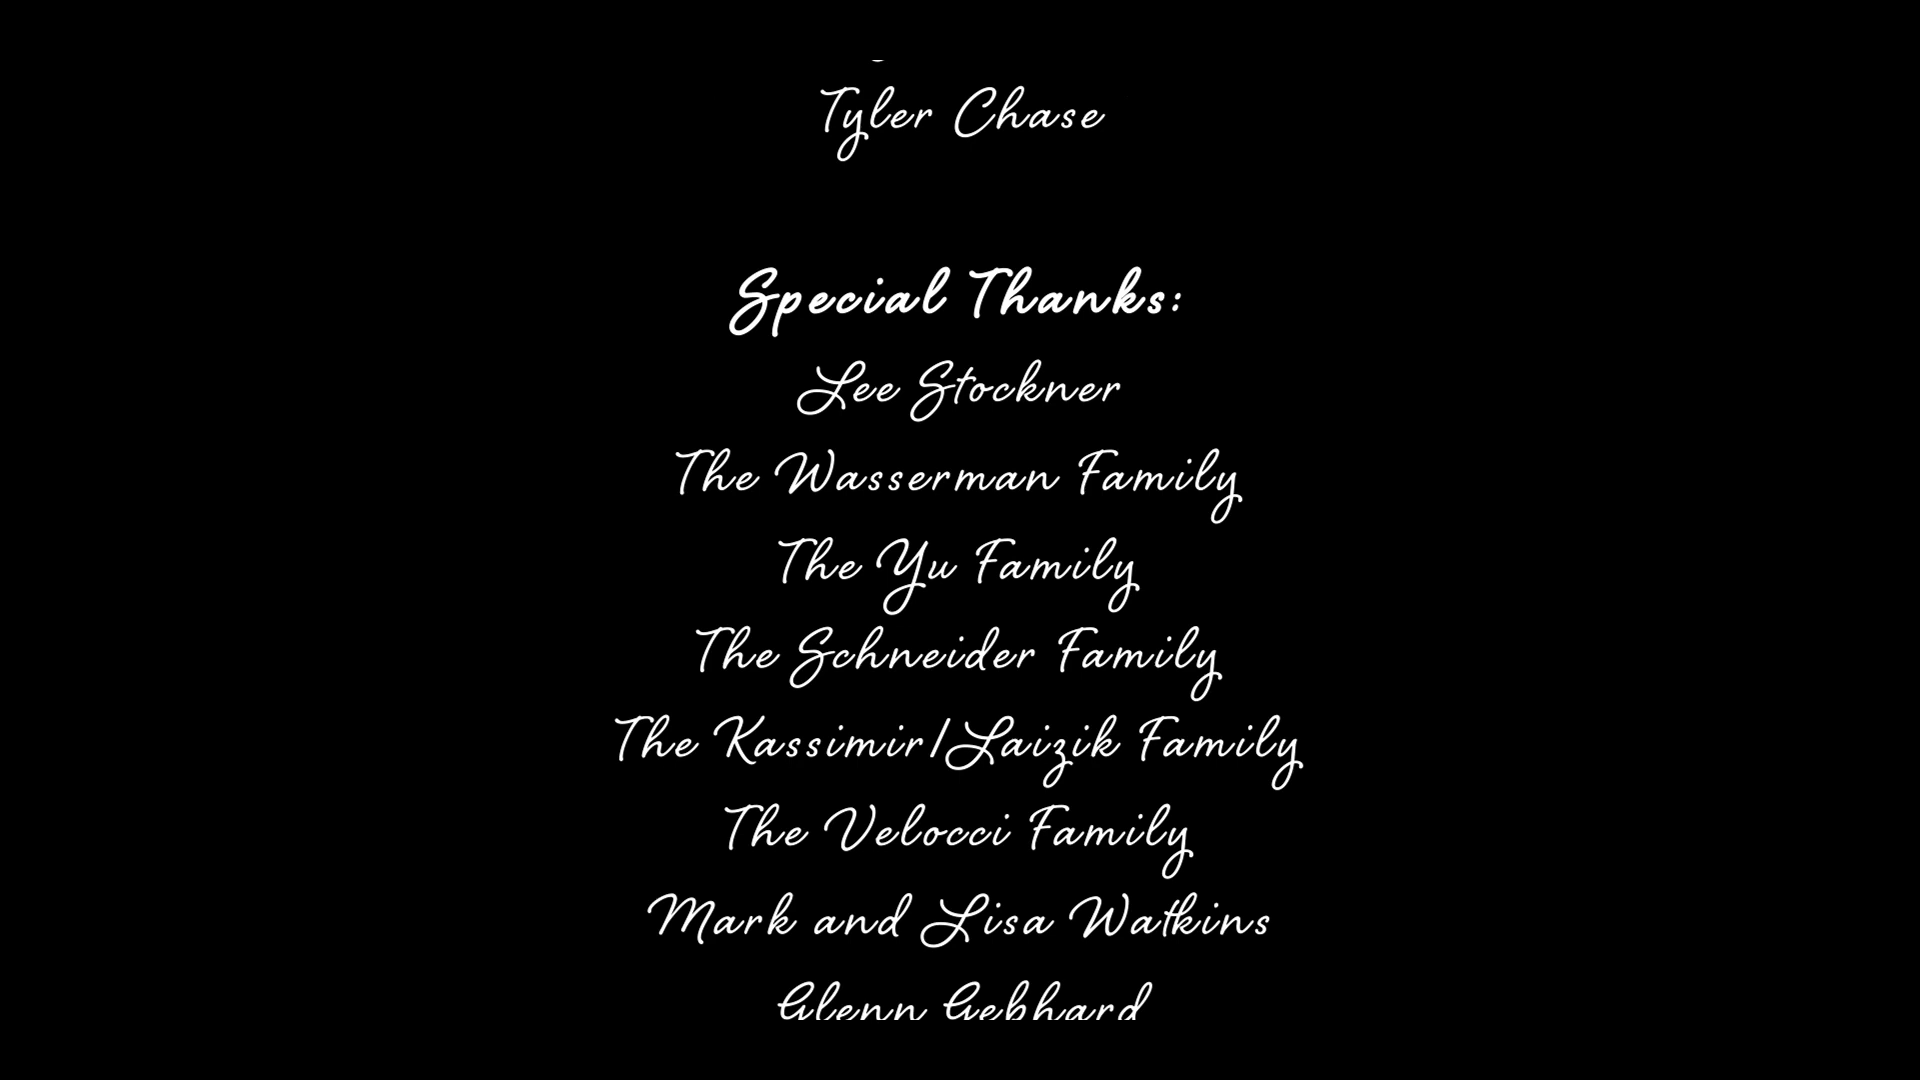 Tyler Chase
Special Thanks:
Lee Stockner
The Wasserman Family
The Yu Family
The Schneider Family
The Kassimir/Laizik Family
The Velocci Family
Mark and Lisa Watkins
Glenn Gebhard